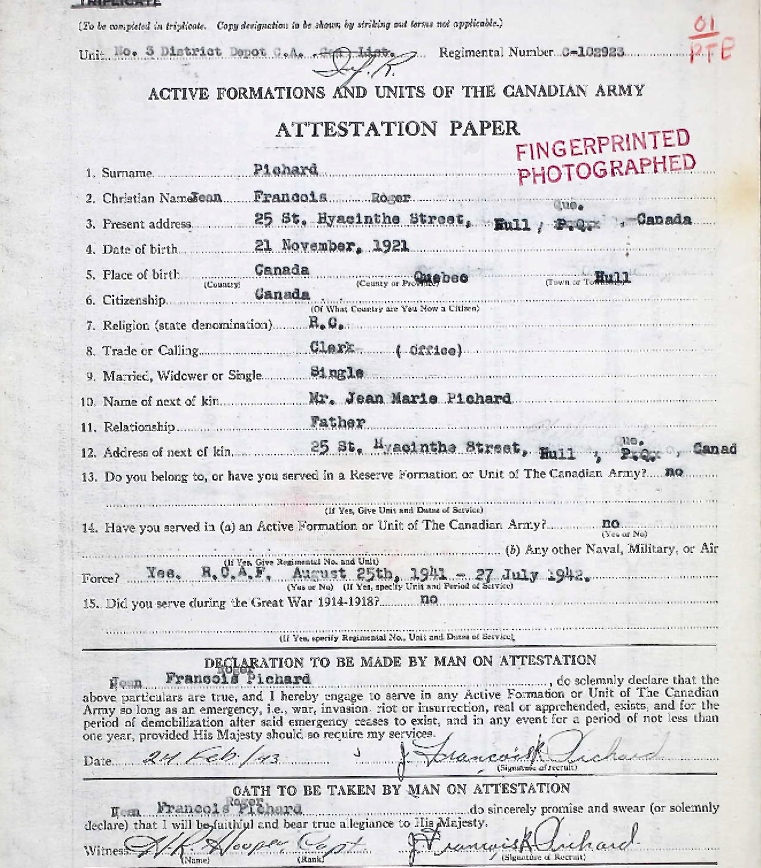 TRIPLICATE
(To be completed in triplicate. Copy designation to be shown by striking out terms not applicable.)
01
PTE
Unit No. 3 District Depot C.A. Gen List. Regimental Number C-102923
ACTIVE FORMATIONS AND UNITS OF THE CANADIAN ARMY
ATTESTATION PAPER
FINGERPRINTED
PHOTOGRAPHED
1. Surname Pichard
2. Christian Name Jean Francois Roger
Que.
3. Present address 25 St. Hyacinthe Street, Hull, P.Q., Canada
4. Date of birth 21 November, 1921
5. Place of birth Canada Quebec Hull
(Country) (County or Province) (Town or Township)
6. Citizenship Canada
(Of What Country are You Now a Citizen)
7. Religion (state denomination) R.C.
8. Trade or Calling Clerk (Office)
9. Married, Widower or Single Single
10. Name of next of kin Mr. Jean Marie Pichard
11. Relationship Father
Que.
12. Address of next of kin 25 St. Hyacinthe Street, Hull, P.Q., Canad
13. Do you belong to, or have you served in a Reserve Formation or Unit of The Canadian Army? no
(If Yes, Give Unit and Dates of Service)
14. Have you served in (a) an Active Formation or Unit of The Canadian Army? no
(Yes or No)
(b) Any other Naval, Military, or Air
(If Yes, Give Regimental No. and Unit)
Force? Yes. R.C.A.F. August 25th, 1941 - 27 July 1942.
(Yes or No) (If Yes, specify Unit and Period of Service)
15. Did you serve during the Great War 1914-1918? no
(If Yes, specify Regimental No., Unit and Dates of Service)
DECLARATION TO BE MADE BY MAN ON ATTESTATION
Roger
Jean Francois Pichard, do solemnly declare that the
above particulars are true, and I hereby engage to serve in any Active Formation or Unit of The Canadian
Army so long as an emergency, i.e., war, invasion, riot or insurrection, real or apprehended, exists, and for the
period of demobilization after said emergency ceases to exist, and in any event for a period of not less than
one year, provided His Majesty should so require my services.
Date 24 Feb/43 J. Francois R Pichard
(Signature of recruit)
OATH TO BE TAKEN BY MAN ON ATTESTATION
Roger
Jean Francois Pichard do sincerely promise and swear (or solemnly
declare) that I will be faithful and bear true allegiance to His Majesty.
Witness H.R. Hooper Capt J. Francois R Pichard
(Name) (Rank) (Signature of Recruit)